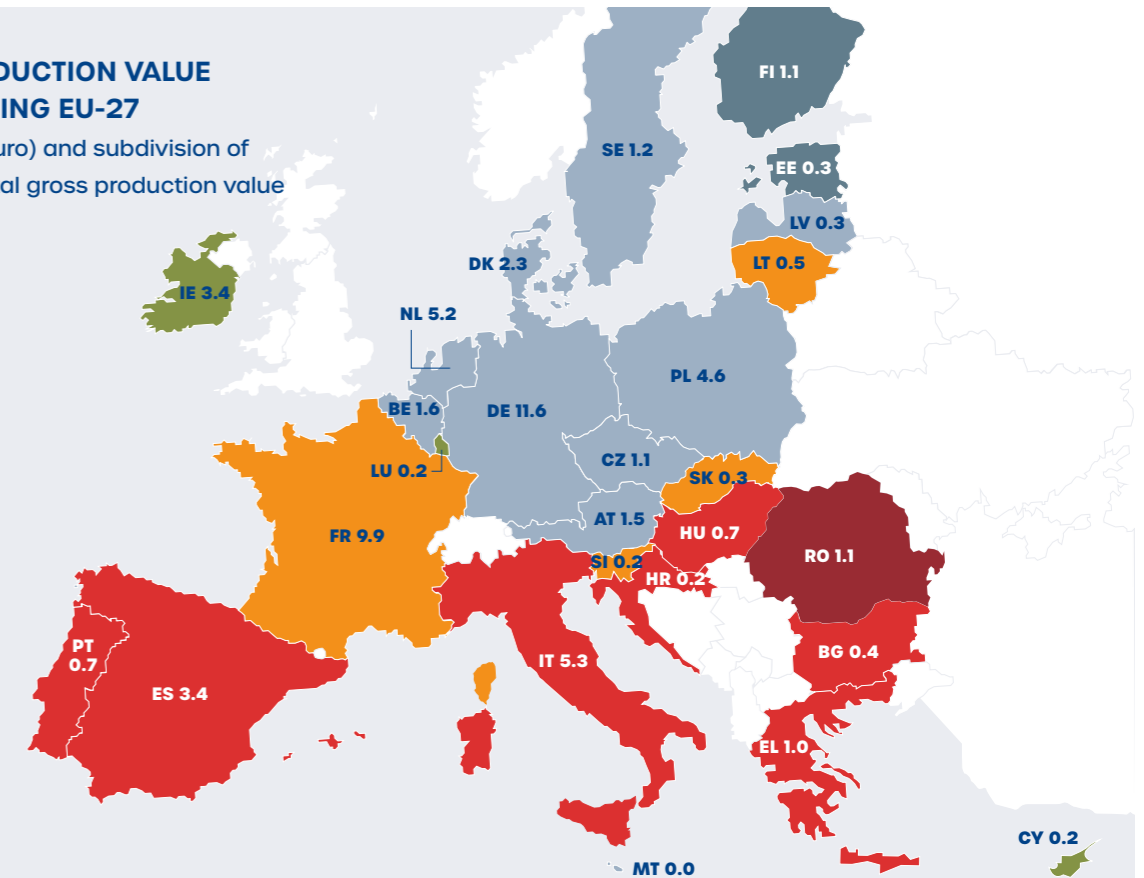 DUCTION VALUE
ING EU-27
uro) and subdivision of
al gross production value
FI 1.1
SE 1.2
EE 0.3
LV 0.3
LT 0.5
DK 2.3
IE 3.4
NL 5.2
PL 4.6
BE 1.6
DE 11.6
CZ 1.1
LU 0.2
SK 0.3
AT 1.5
FR 9.9
HU 0.7
RO 1.1
SI 0.2
HR 0.2
PT
0.7
IT 5.3
BG 0.4
ES 3.4
EL 1.0
CY 0.2
MT 0.0